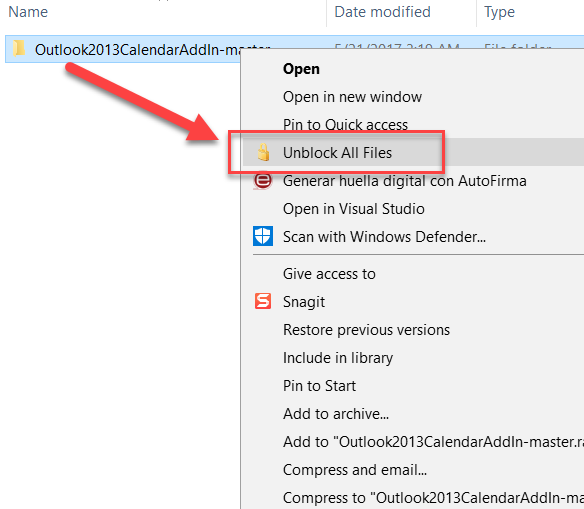 Name Date modified Type
Outlook2013CalendarAddIn-master 5/21/2017 3:19 AM File folder
Open
Open in new window
Pin to Quick access
Unblock All Files
Generar huella digital con AutoFirma
Open in Visual Studio
Scan with Windows Defender...
Give access to
Snagit
Restore previous versions
Include in library
Pin to Start
Add to archive...
Add to "Outlook2013CalendarAddIn-master.ra
Compress and email...
Compress to "Outlook2013CalendarAddIn-mast